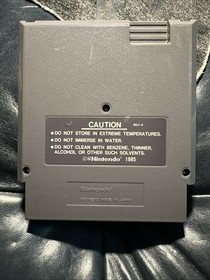 CAUTION
● DO NOT STORE IN EXTREME TEMPERATURES.
● DO NOT IMMERSE IN WATER.
● DO NOT CLEAN WITH BENZENE, THINNER,
ALCOHOL OR OTHER SUCH SOLVENTS.
©®Nintendo® 1985
Nintendo®